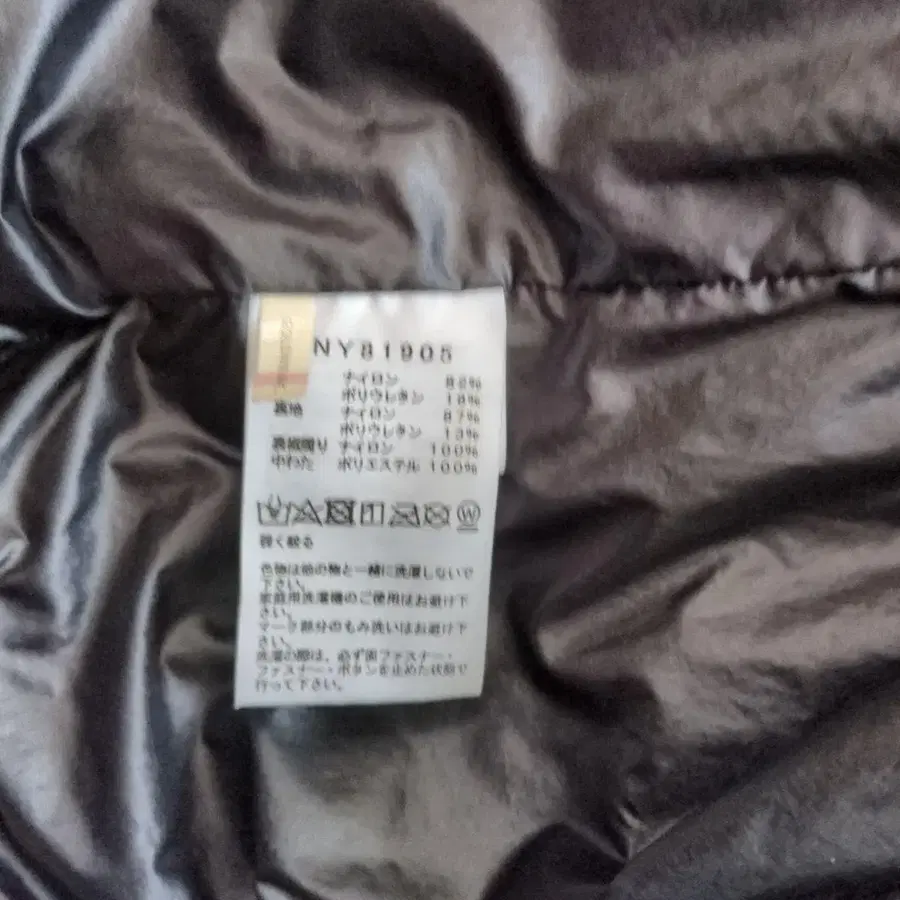 NY81905
ナイロン 82%
ポリウレタン 18%
裏地 ナイロン 87%
ポリウレタン 13%
ナイロン 100%
中わた ポリエステル 100%
W
弱く絞る
色物は他の物と一緒に洗濯しないで
下さい。
家庭用洗濯機のご使用はお避け下
さい。
マーク部分のもみ洗いはお避け下
さい。
洗濯の際は、必ず面ファスナー・
ファスナー・ボタンを止めた状態で
行って下さい。